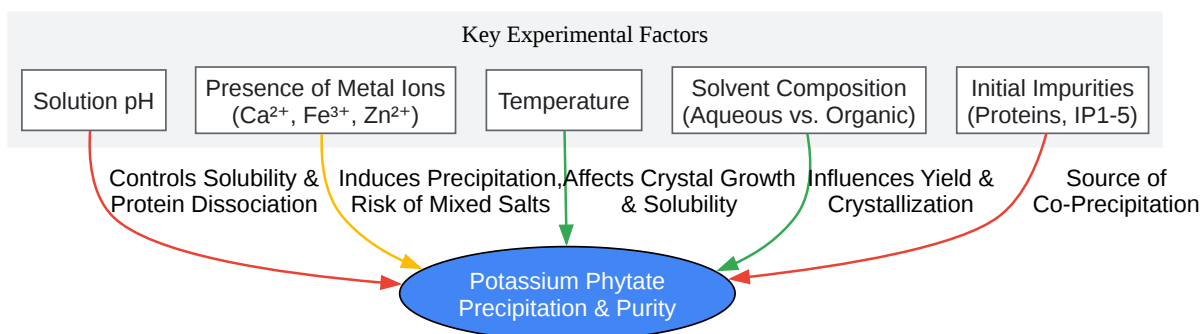 Key Experimental Factors
Solution pH
Presence of Metal Ions
(Ca²⁺, Fe³⁺, Zn²⁺)
Temperature
Solvent Composition
(Aqueous vs. Organic)
Initial Impurities
(Proteins, IP1-5)
Controls Solubility &
Protein Dissociation
Induces Precipitation,
Risk of Mixed Salts
Affects Crystal Growth
& Solubility
Influences Yield &
Crystallization
Source of
Co-Precipitation
Potassium Phytate
Precipitation & Purity